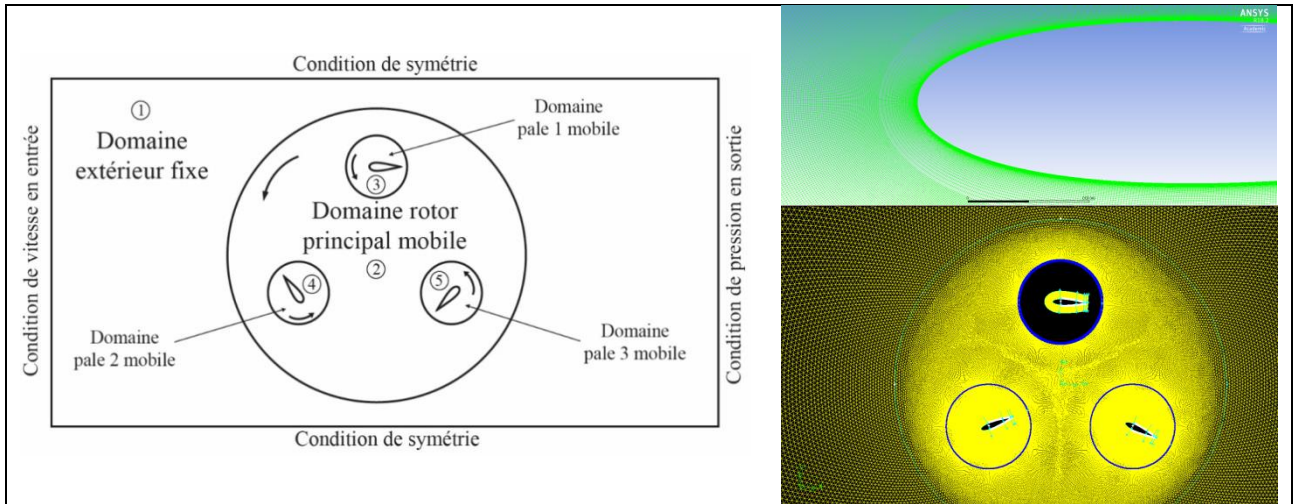 Condition de symétrie
①
Domaine
extérieur fixe
Condition de vitesse en entrée
Domaine
pale 1 mobile
③
Domaine rotor
principal mobile
②
④
⑤
Domaine
pale 2 mobile
Domaine
pale 3 mobile
Condition de pression en sortie
Condition de symétrie
ANSYS
Academic